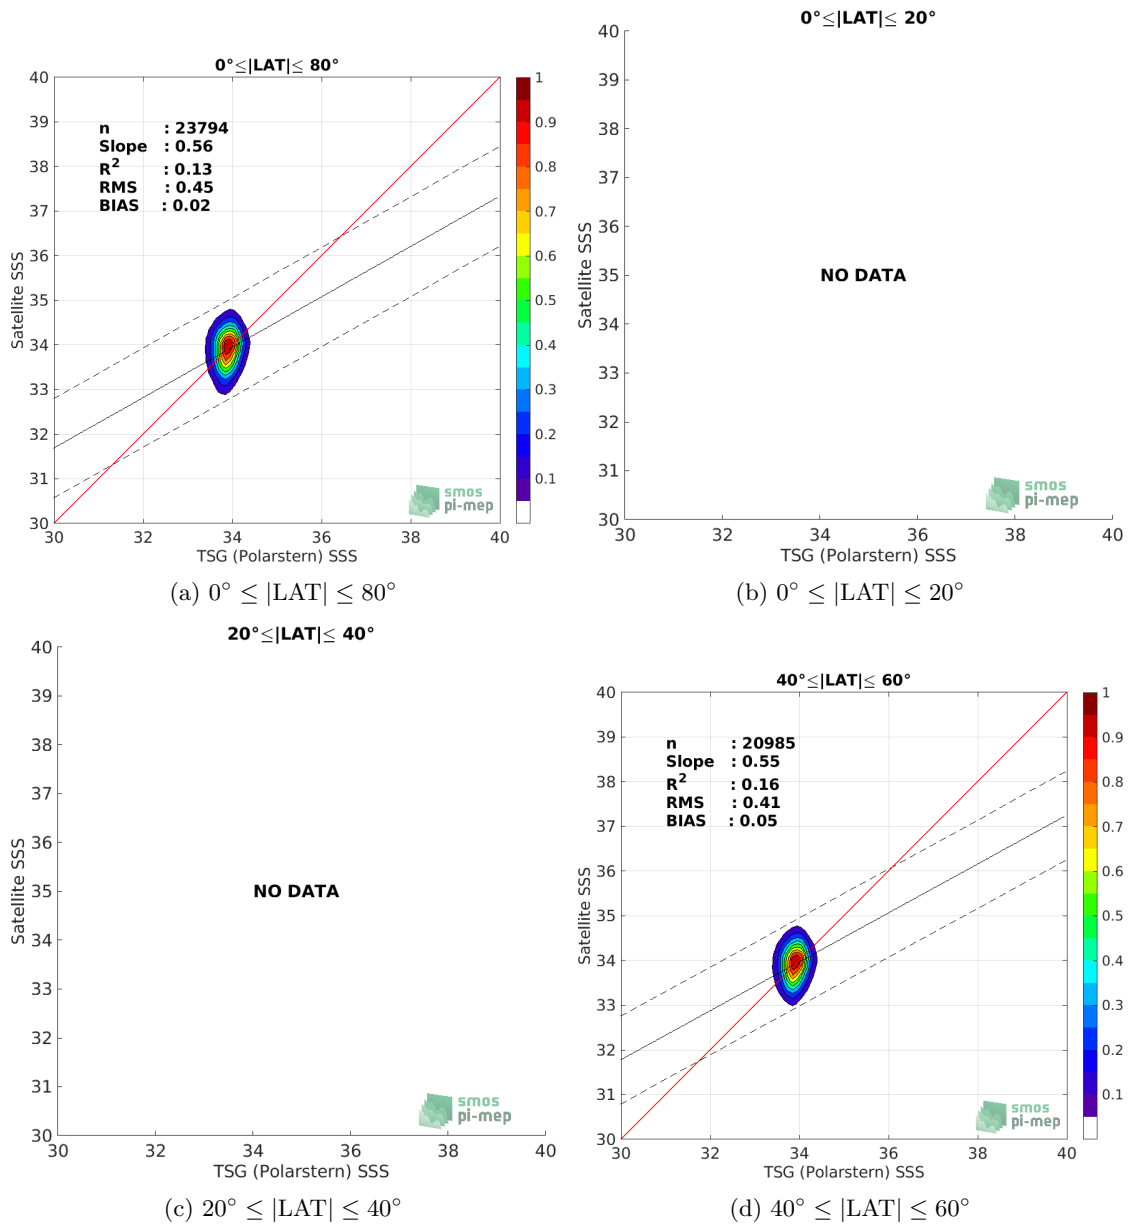 0°≤|LAT|≤ 80°
40
39
38
37
36
35
34
33
32
31
30
30 32 34 36 38 40
Satellite SSS
TSG (Polarstern) SSS
n : 23794
Slope : 0.56
R² : 0.13
RMS : 0.45
BIAS : 0.02
1
0.9
0.8
0.7
0.6
0.5
0.4
0.3
0.2
0.1
smos
pi-mep
(a) 0° ≤ |LAT| ≤ 80°
0°≤|LAT|≤ 20°
40
39
38
37
36
35
34
33
32
31
30
30 32 34 36 38 40
Satellite SSS
TSG (Polarstern) SSS
NO DATA
smos
pi-mep
(b) 0° ≤ |LAT| ≤ 20°
20°≤|LAT|≤ 40°
40
39
38
37
36
35
34
33
32
31
30
30 32 34 36 38 40
Satellite SSS
TSG (Polarstern) SSS
NO DATA
smos
pi-mep
(c) 20° ≤ |LAT| ≤ 40°
40°≤|LAT|≤ 60°
40
39
38
37
36
35
34
33
32
31
30
30 32 34 36 38 40
Satellite SSS
TSG (Polarstern) SSS
n : 20985
Slope : 0.55
R² : 0.16
RMS : 0.41
BIAS : 0.05
1
0.9
0.8
0.7
0.6
0.5
0.4
0.3
0.2
0.1
smos
pi-mep
(d) 40° ≤ |LAT| ≤ 60°